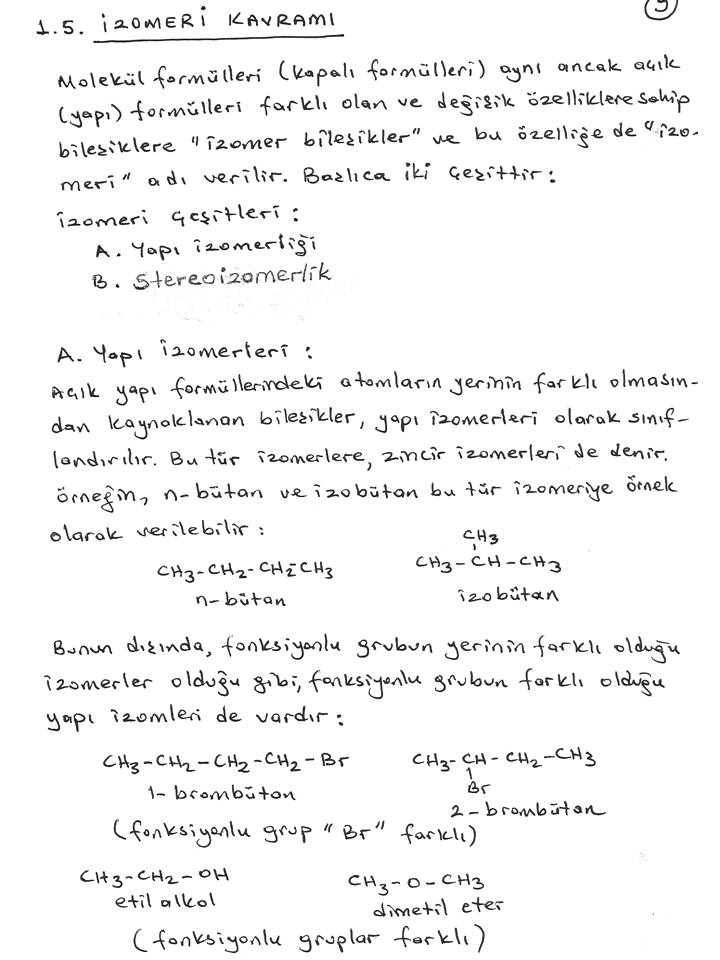 9
1.5. İZOMERİ KAVRAMI
Molekül formülleri (kapalı formülleri) aynı ancak açık
(yapı) formülleri farklı olan ve değişik özelliklere sahip
bileşiklere "izomer bileşikler" ve bu özelliğe de "izo-
meri" adı verilir. Başlıca iki çeşittir:
izomeri çeşitleri:
A. Yapı izomerliği
B. Stereoizomerlik
A. Yapı izomerleri:
Açık yapı formüllerindeki atomların yerinin farklı olmasın-
dan kaynaklanan bileşikler, yapı izomerleri olarak sınıf-
landırılır. Bu tür izomerlere, zincir izomerleri de denir.
örneğin, n-bütan ve izobütan bu tür izomeriye örnek
olarak verilebilir:
CH3
CH3-CH2-CH2-CH3 CH3-CH-CH3
n-bütan izobütan
Bunun dışında, fonksiyonlu grubun yerinin farklı olduğu
izomerler olduğu gibi, fonksiyonlu grubun farklı olduğu
yapı izomleri de vardır:
CH3-CH2-CH2-CH2-Br CH3-CH-CH2-CH3
Br
1-brombütan 2-brombütan
(fonksiyonlu grup "Br" farklı)
CH3-CH2-OH CH3-O-CH3
etil alkol dimetil eter
(fonksiyonlu gruplar farklı)